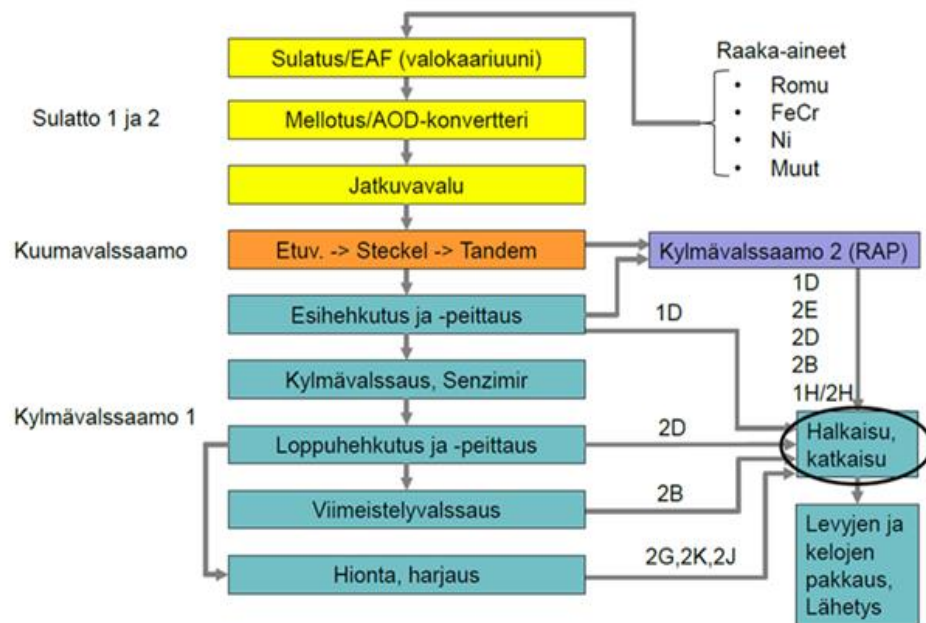 Sulatus/EAF (valokaariuuni)
Raaka-aineet
• Romu
• FeCr
• Ni
• Muut
Sulatto 1 ja 2
Mellotus/AOD-konvertteri
Jatkuvavalu
Kuumavalssaamo
Etuv. -> Steckel -> Tandem
Kylmävalssaamo 2 (RAP)
1D
2E
2D
2B
1H/2H
Esihehkutus ja -peittaus
1D
Kylmävalssaus, Senzimir
Kylmävalssaamo 1
Loppuhehkutus ja -peittaus
2D
Halkaisu,
katkaisu
Viimeistelyvalssaus
2B
Hionta, harjaus
2G,2K,2J
Levyjen ja
kelojen
pakkaus,
Lähetys